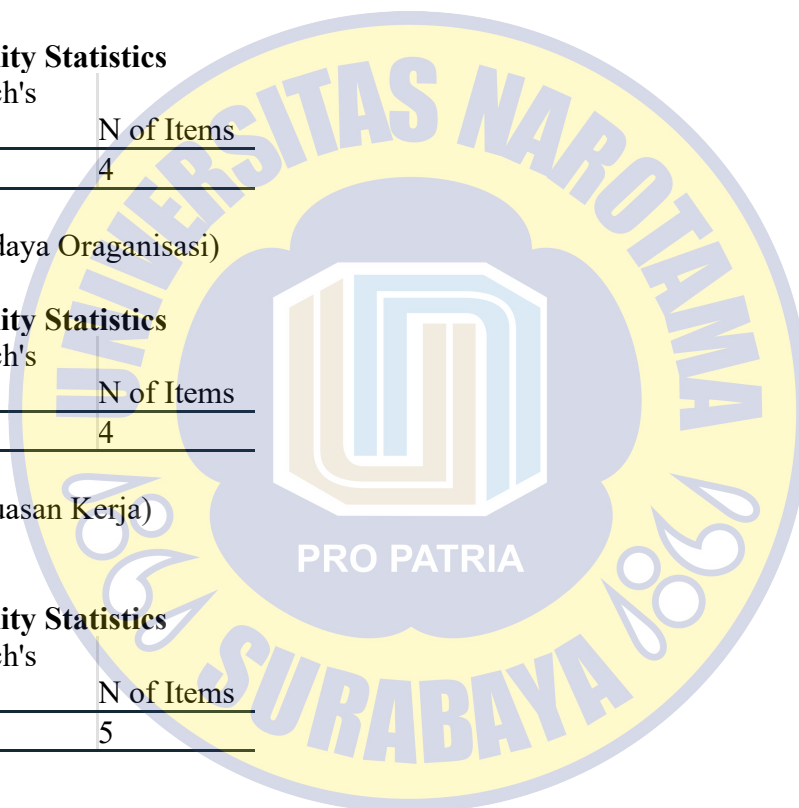 ity Statistics
ch's
N of Items
4
daya Oraganisasi)
ity Statistics
ch's
N of Items
4
uasan Kerja)
ity Statistics
ch's
N of Items
5
UNIVERSITAS NAROTAMA
PRO PATRIA
SURABAYA